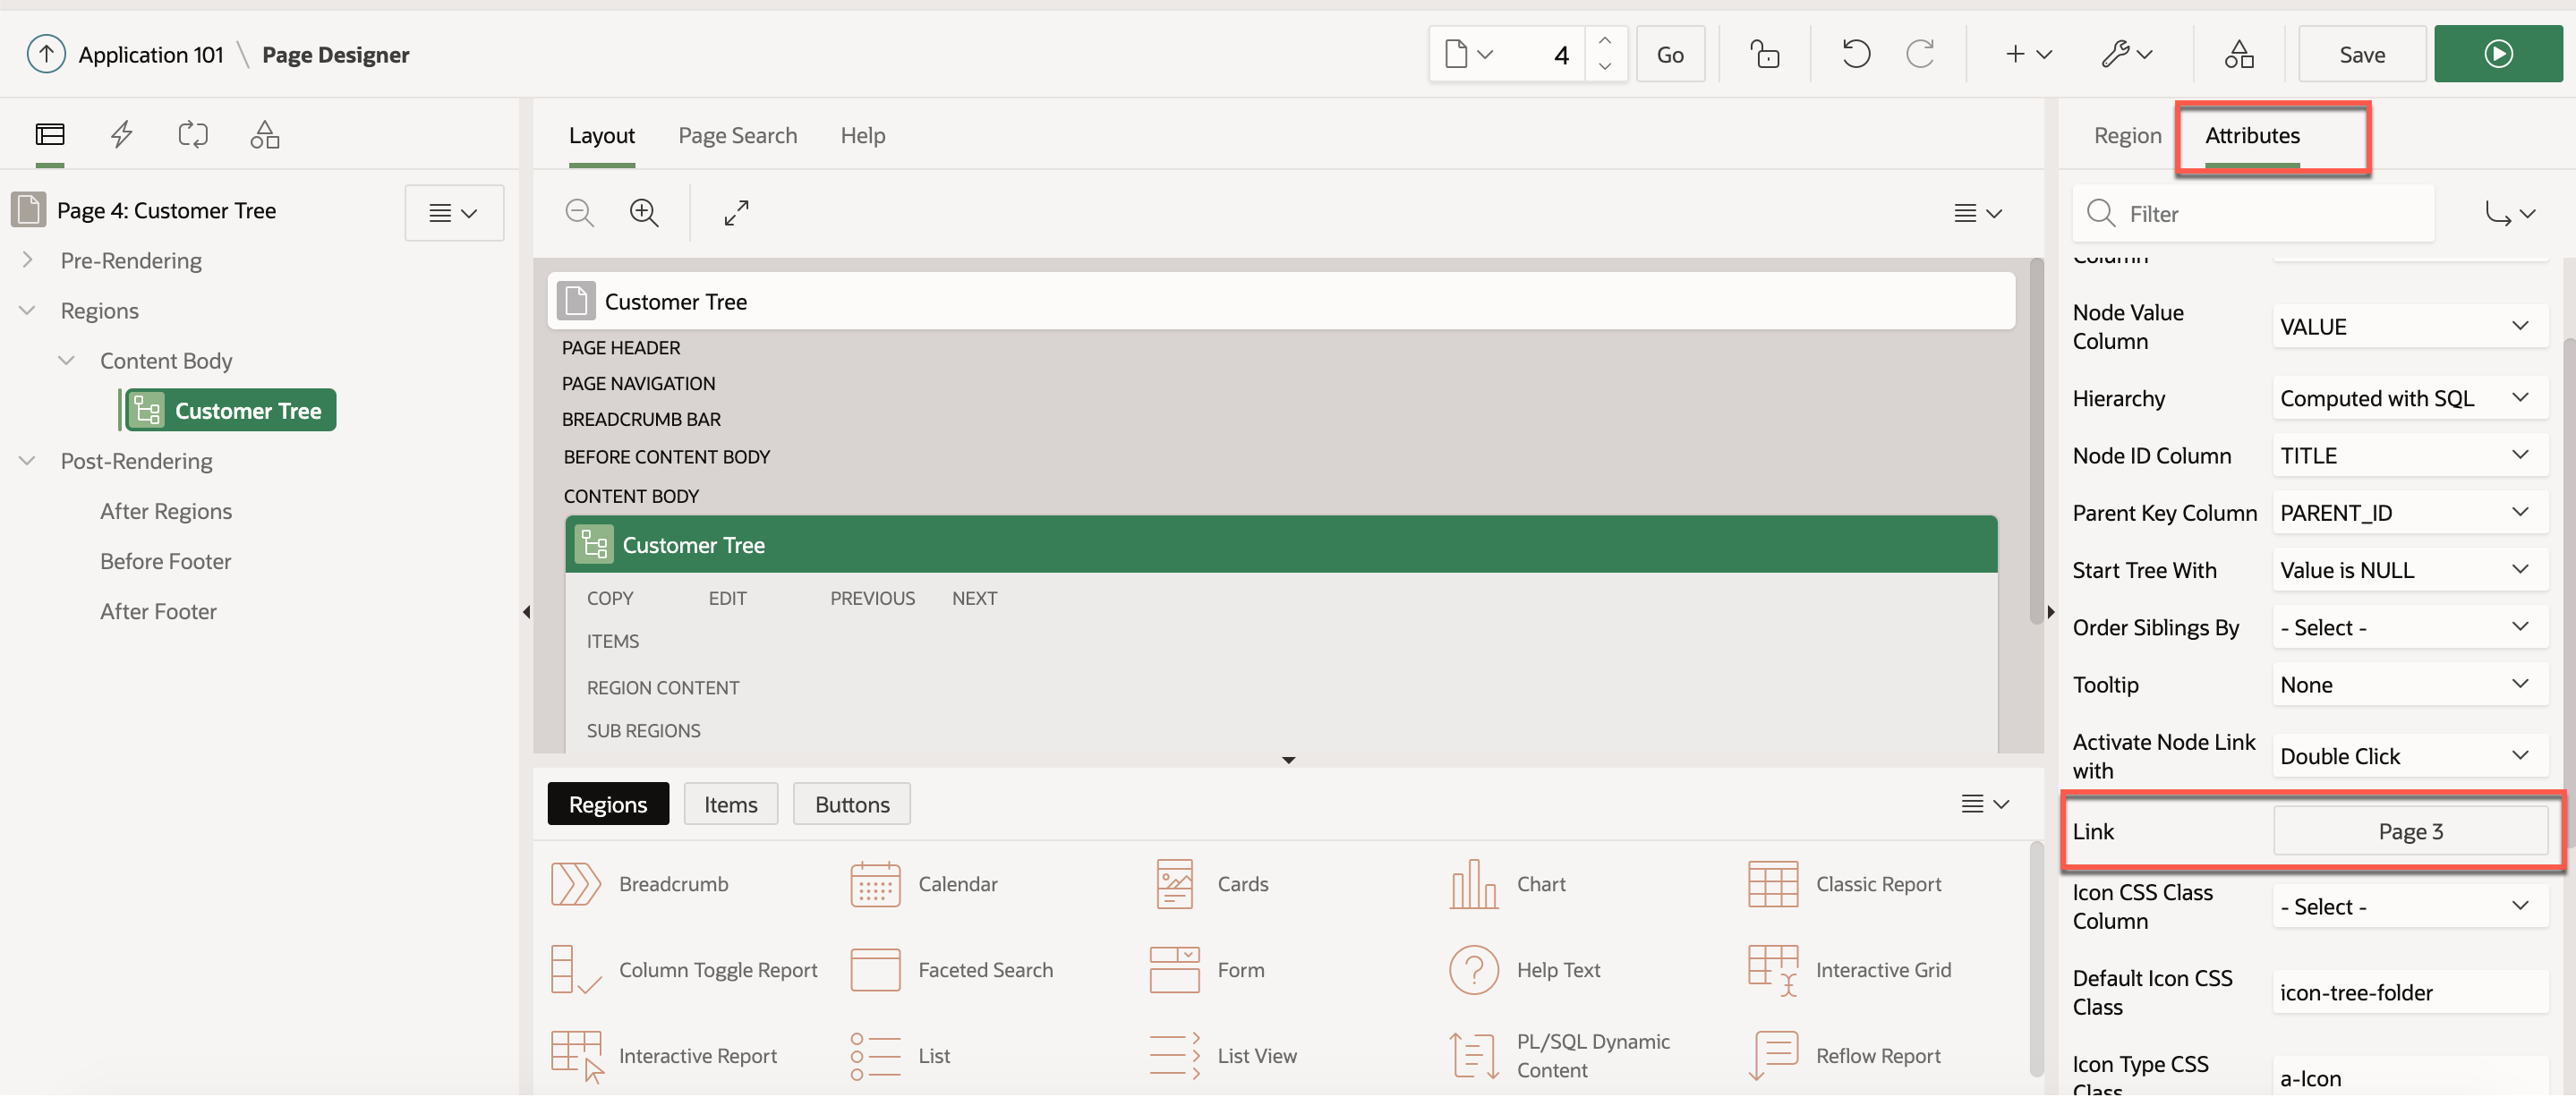 Application 101 \ Page Designer
4
Go
Save
Page 4: Customer Tree
Pre-Rendering
Regions
Content Body
Customer Tree
Post-Rendering
After Regions
Before Footer
After Footer
Layout Page Search Help
Customer Tree
PAGE HEADER
PAGE NAVIGATION
BREADCRUMB BAR
BEFORE CONTENT BODY
CONTENT BODY
Customer Tree
COPY EDIT PREVIOUS NEXT
ITEMS
REGION CONTENT
SUB REGIONS
Regions Items Buttons
Breadcrumb Calendar Cards Chart Classic Report
Column Toggle Report Faceted Search Form Help Text Interactive Grid
Interactive Report List List View PL/SQL Dynamic Content Reflow Report
Region Attributes
Filter
Column
Node Value
Column
VALUE
Hierarchy Computed with SQL
Node ID Column TITLE
Parent Key Column PARENT_ID
Start Tree With Value is NULL
Order Siblings By - Select -
Tooltip None
Activate Node Link
with
Double Click
Link Page 3
Icon CSS Class
Column
- Select -
Default Icon CSS
Class
icon-tree-folder
Icon Type CSS
Class
a-Icon